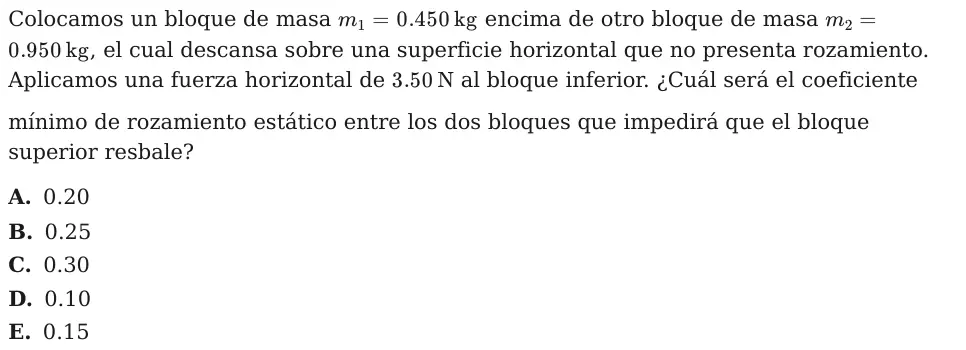 Colocamos un bloque de masa m₁ = 0.450 kg encima de otro bloque de masa m₂ =
0.950 kg, el cual descansa sobre una superficie horizontal que no presenta rozamiento.
Aplicamos una fuerza horizontal de 3.50 N al bloque inferior. ¿Cuál será el coeficiente
mínimo de rozamiento estático entre los dos bloques que impedirá que el bloque
superior resbale?
A. 0.20
B. 0.25
C. 0.30
D. 0.10
E. 0.15